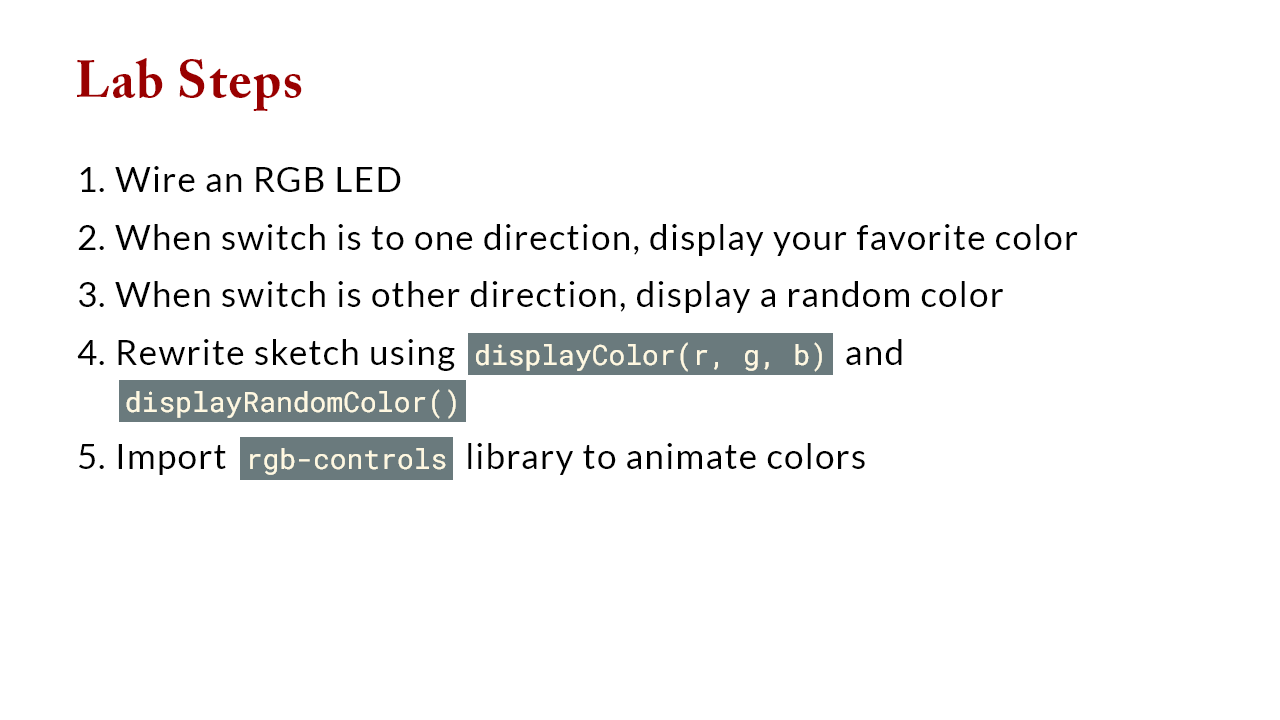 Lab Steps
1. Wire an RGB LED
2. When switch is to one direction, display your favorite color
3. When switch is other direction, display a random color
4. Rewrite sketch using displayColor(r, g, b) and
displayRandomColor()
5. Import rgb-controls library to animate colors